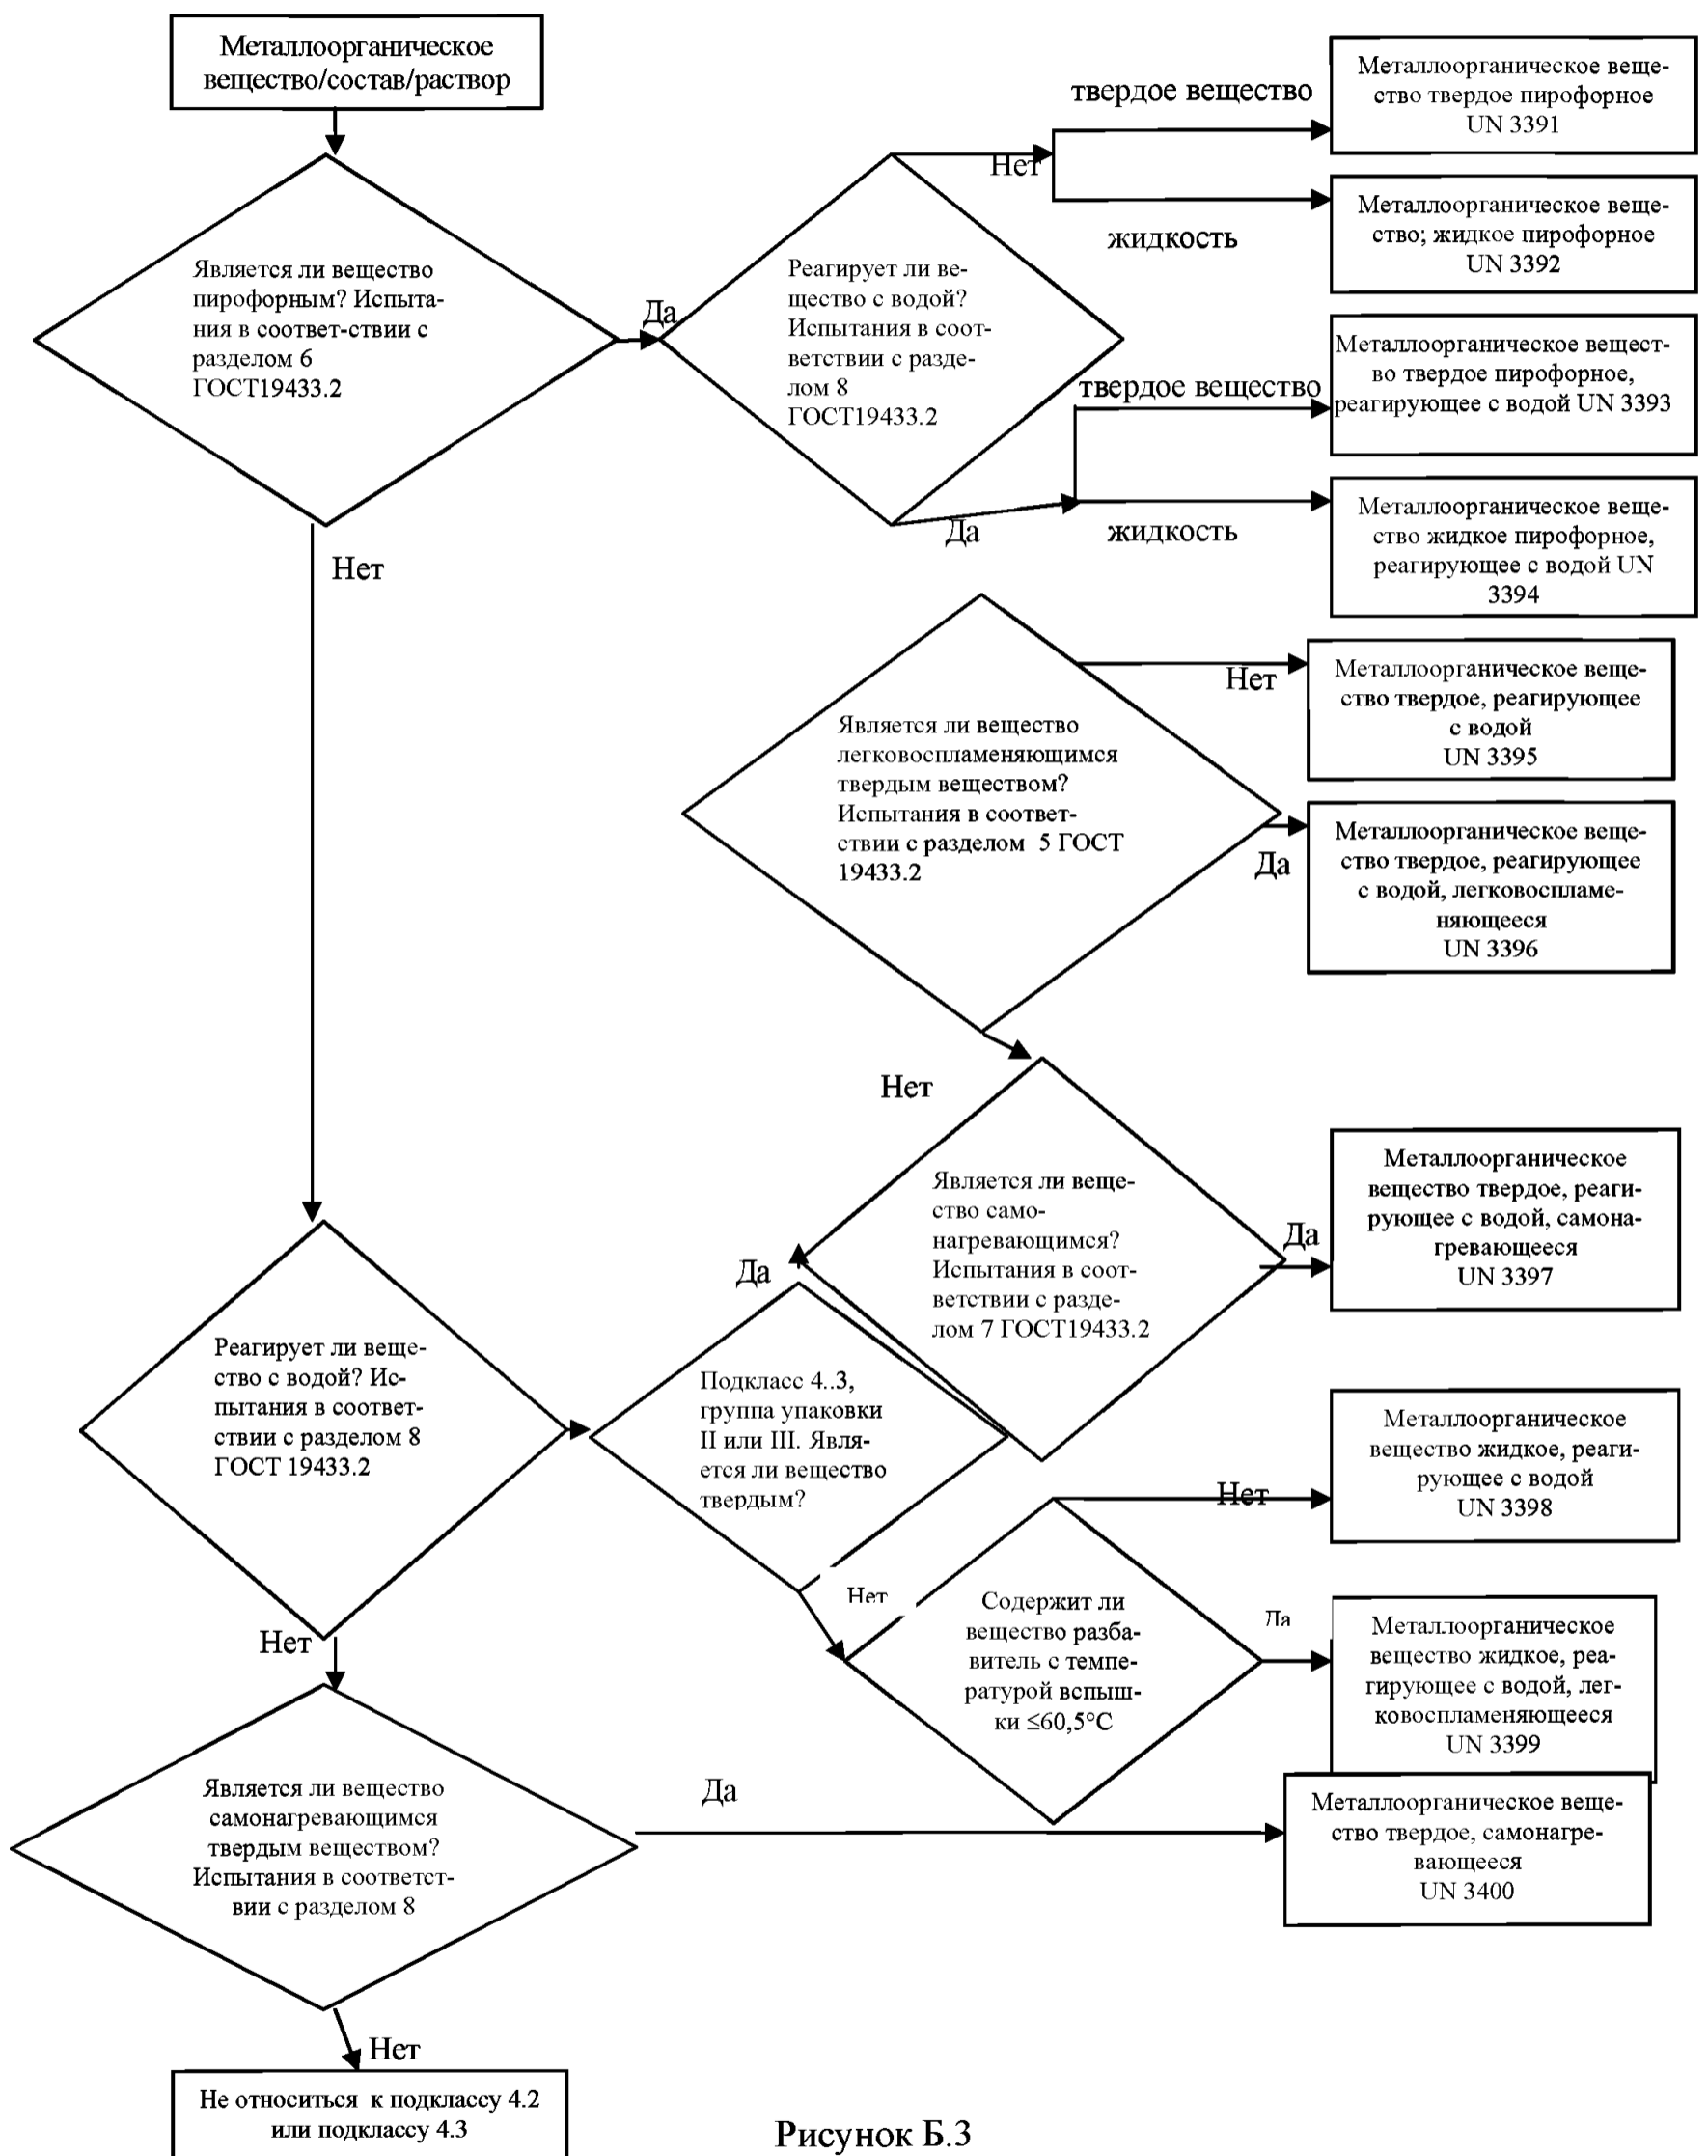 Металлоорганическое
вещество/состав/раствор
твердое вещество
Металлоорганическое веще-
ство твердое пирофорное
UN 3391
Нет
жидкость
Металлоорганическое веще-
ство; жидкое пирофорное
UN 3392
Является ли вещество
пирофорным? Испыта-
ния в соответ-ствии с
разделом 6
ГОСТ19433.2
Да
Реагирует ли ве-
щество с водой?
Испытания в соот-
ветствии с разде-
лом 8
ГОСТ19433.2
твердое вещество
Металлоорганическое вещест-
во твердое пирофорное,
реагирующее с водой UN 3393
Да
жидкость
Металлоорганическое веще-
ство жидкое пирофорное,
реагирующее с водой UN
3394
Нет
Является ли вещество
легковоспламеняющимся
твердым веществом?
Испытания в соответ-
ствии с разделом 5 ГОСТ
19433.2
Нет
Металлоорганическое веще-
ство твердое, реагирующее
с водой
UN 3395
Да
Металлоорганическое веще-
ство твердое, реагирующее
с водой, легковоспламе-
няющееся
UN 3396
Нет
Является ли веще-
ство само-
нагревающимся?
Испытания в соот-
ветствии с разде-
лом 7 ГОСТ19433.2
Да
Металлоорганическое
вещество твердое, реаги-
рующее с водой, самона-
гревающееся
UN 3397
Да
Реагирует ли веще-
ство с водой? Ис-
пытания в соответ-
ствии с разделом 8
ГОСТ 19433.2
Подкласс 4..3,
группа упаковки
II или III. Явля-
ется ли вещество
твердым?
Нет
Металлоорганическое
вещество жидкое, реаги-
рующее с водой
UN 3398
Нет
Содержит ли
вещество разба-
витель с темпе-
ратурой вспыш-
ки ≤60,5°С
Да
Металлоорганическое
вещество жидкое, реа-
гирующее с водой, лег-
ковоспламеняющееся
UN 3399
Нет
Является ли вещество
самонагревающимся
твердым веществом?
Испытания в соответст-
вии с разделом 8
Да
Металлоорганическое веще-
ство твердое, самонагре-
вающееся
UN 3400
Нет
Не относиться к подклассу 4.2
или подклассу 4.3
Рисунок Б.3